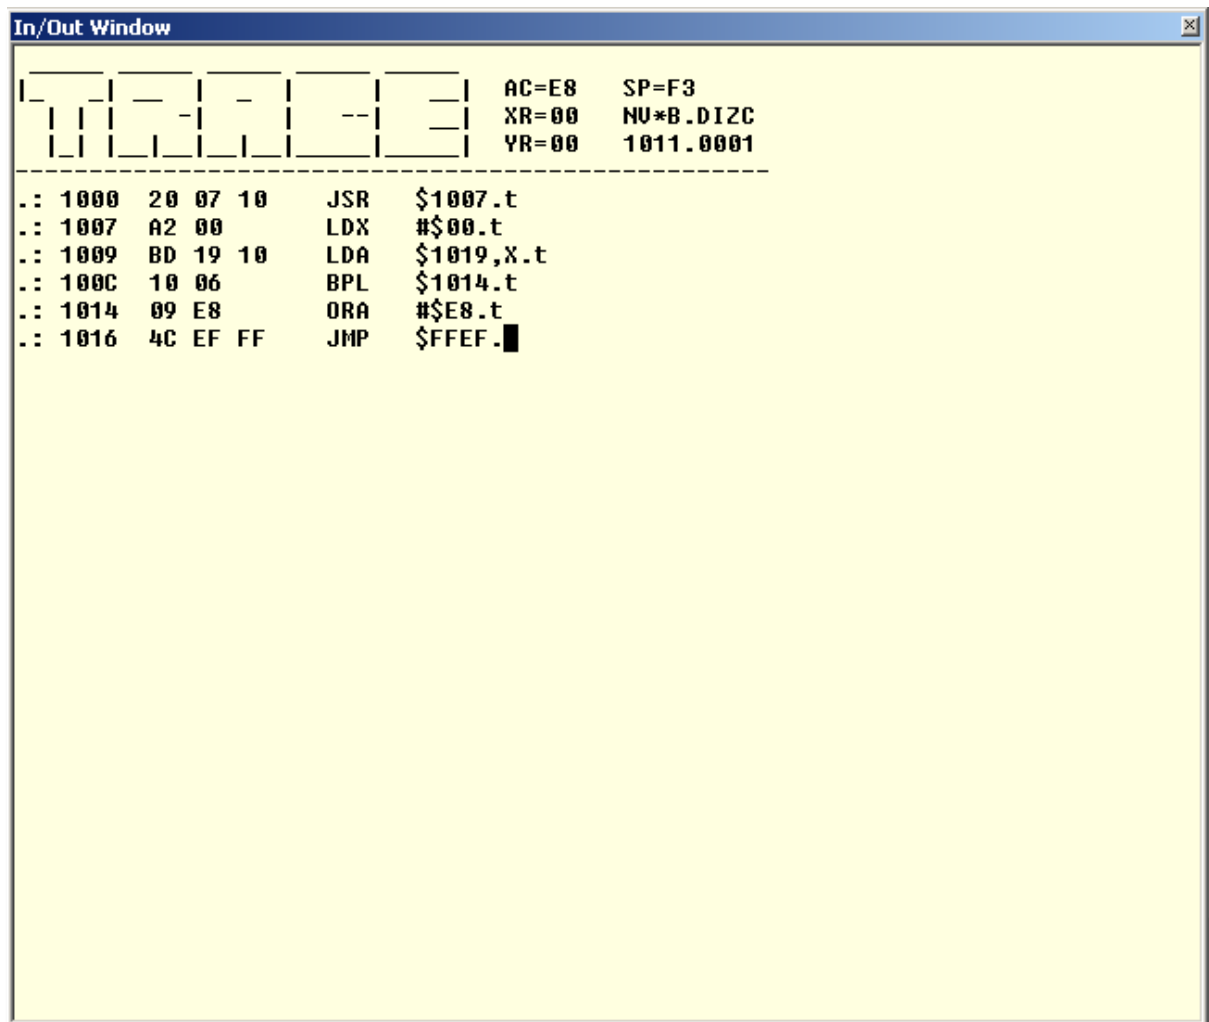 In/Out Window
TRACE
AC=E8 SP=F3
XR=00 NV*B.DIZC
YR=00 1011.0001
----------------------------------------------------
.: 1000 20 07 10 JSR $1007.t
.: 1007 A2 00 LDX #$00.t
.: 1009 BD 19 10 LDA $1019,X.t
.: 100C 10 06 BPL $1014.t
.: 1014 09 E8 ORA #$E8.t
.: 1016 4C EF FF JMP $FFEF.